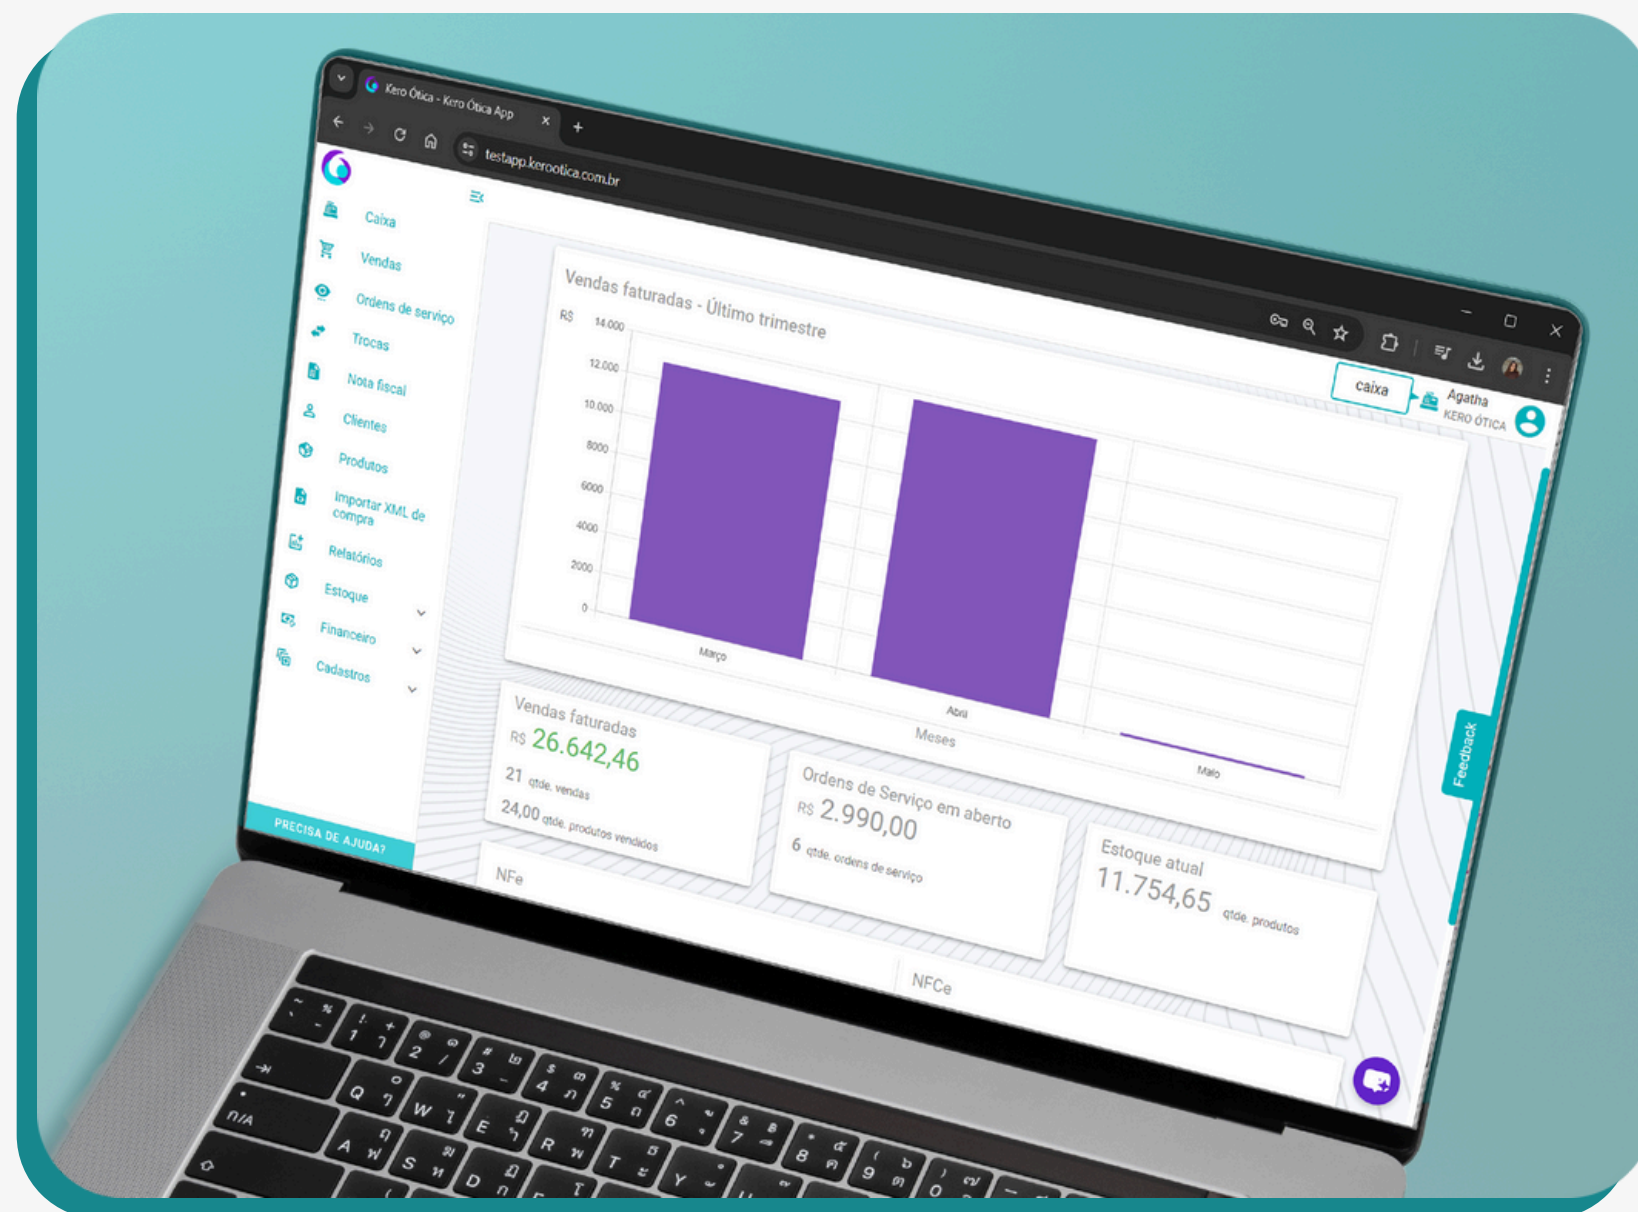 Kero Ótica - Kero Ótica App
testapp.kerootica.com.br
caixa
Agatha
KERO ÓTICA
Caixa
Vendas
Ordens de serviço
Trocas
Nota fiscal
Clientes
Produtos
Importar XML de
compra
Relatórios
Estoque
Financeiro
Cadastros
PRECISA DE AJUDA?
Vendas faturadas - Último trimestre
R$
14.000
12.000
10.000
8000
6000
4000
2000
0
Março
Abril
Maio
Meses
Vendas faturadas
R$ 26.642,46
21 qtde. vendas
24,00 qtde. produtos vendidos
Ordens de Serviço em aberto
R$ 2.990,00
6 qtde. ordens de serviço
Estoque atual
11.754,65 qtde. produtos
NFe
NFCe
Feedback